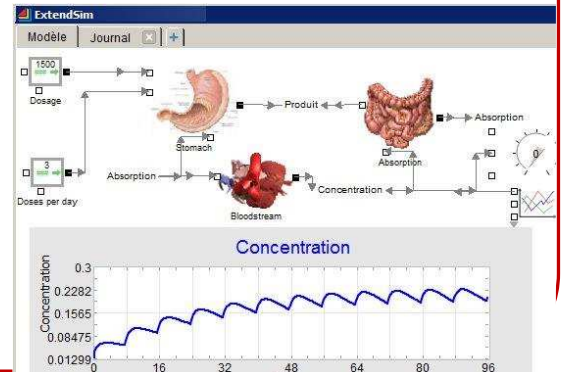 ExtendSim
Modèle Journal +
1500
Dosage
Stomach
Produit
Absorption
Absorption
0
3
Doses per day
Absorption
Bloodstream
Concentration
Concentration
Concentration
0.3
0.2282
0.1565
0.08475
0.01299
0 16 32 48 64 80 96